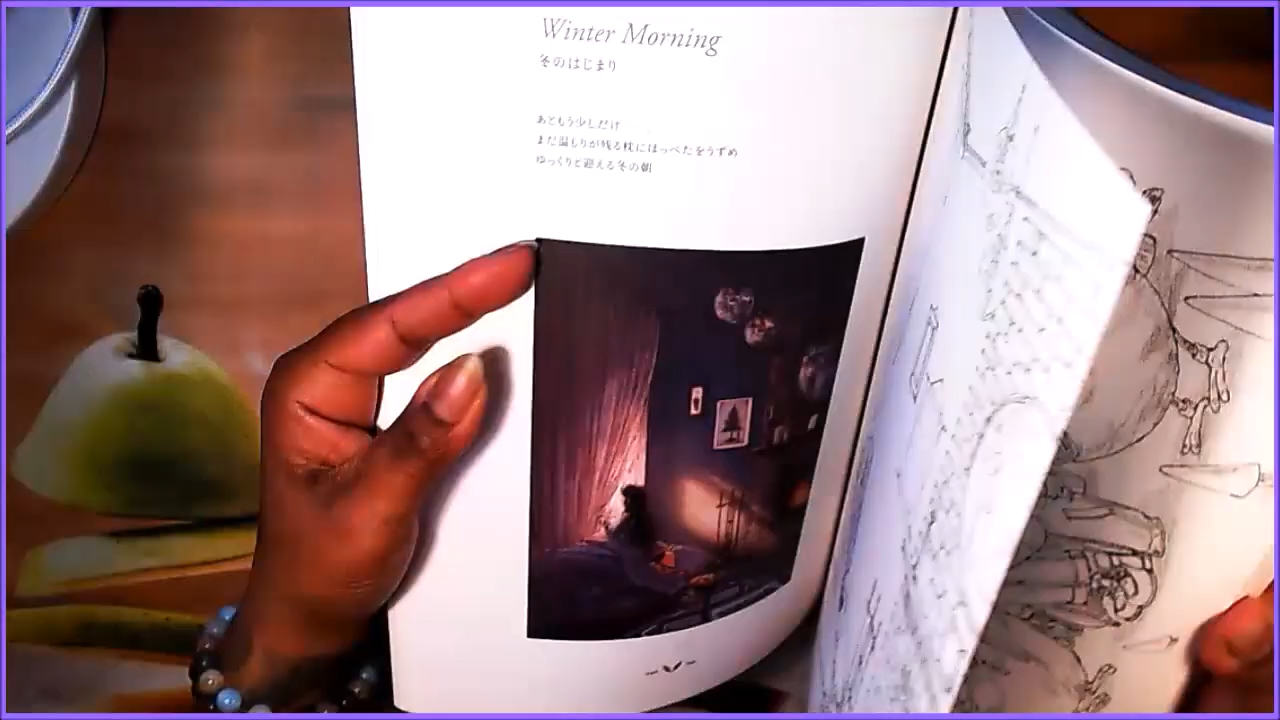 Winter Morning
冬のはじまり
あともう少しだけ……
まだ温もりが残る枕にほっぺたをうずめ
ゆっくりと迎える冬の朝